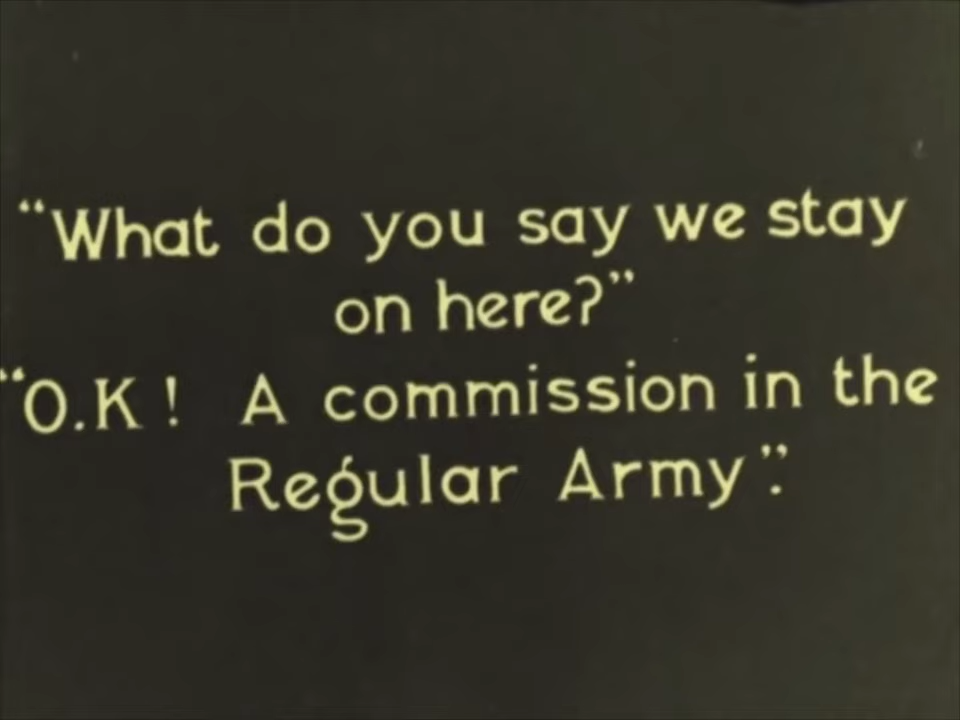 “What do you say we stay
on here?”
“O.K! A commission in the
Regular Army”.